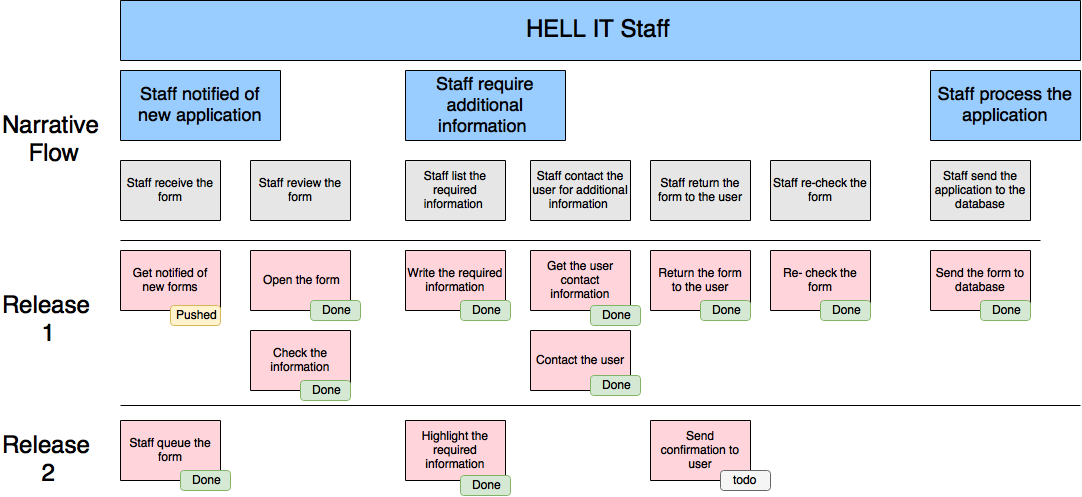 HELL IT Staff
Staff notified of
new application
Staff require
additional
information
Staff process the
application
Narrative
Flow
Staff receive the
form
Staff review the
form
Staff list the
required
information
Staff contact the
user for additional
information
Staff return the
form to the user
Staff re-check the
form
Staff send the
application to the
database
Release
1
Get notified of
new forms
Pushed
Open the form
Done
Write the required
information
Done
Get the user
contact
information
Done
Return the form
to the user
Done
Re- check the
form
Done
Send the form to
database
Done
Check the
information
Done
Contact the user
Done
Release
2
Staff queue the
form
Done
Highlight the
required
information
Done
Send
confirmation to
user
todo